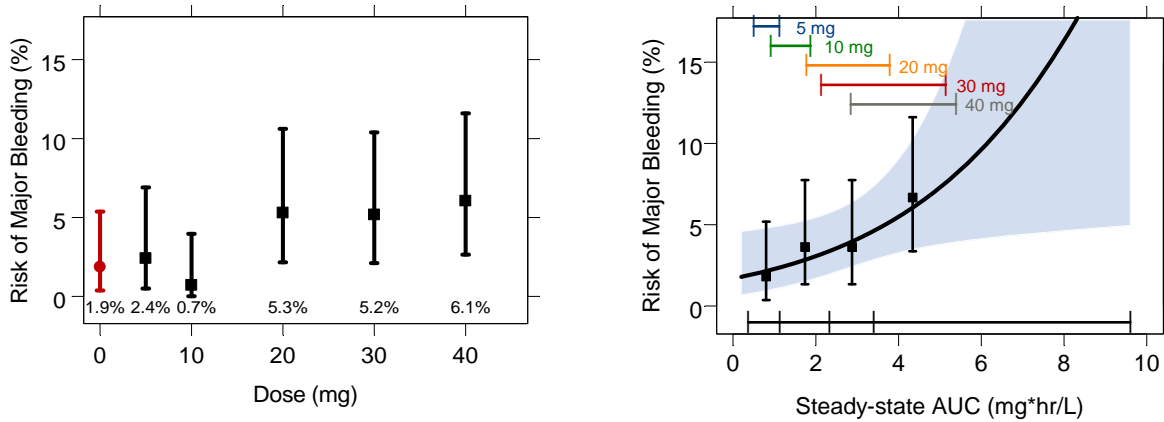 Risk of Major Bleeding (%)
15
10
5
0
1.9% 2.4% 0.7% 5.3% 5.2% 6.1%
0 10 20 30 40
Dose (mg)
Risk of Major Bleeding (%)
15
10
5
0
5 mg
10 mg
20 mg
30 mg
40 mg
0 2 4 6 8 10
Steady-state AUC (mg*hr/L)